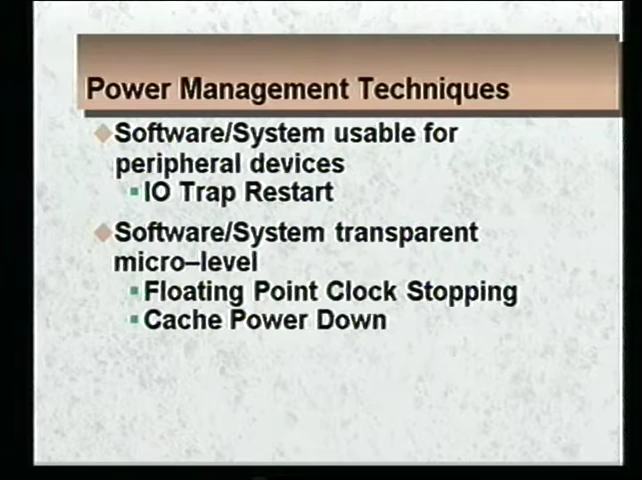 Power Management Techniques
Software/System usable for
peripheral devices
IO Trap Restart
Software/System transparent
micro–level
Floating Point Clock Stopping
Cache Power Down